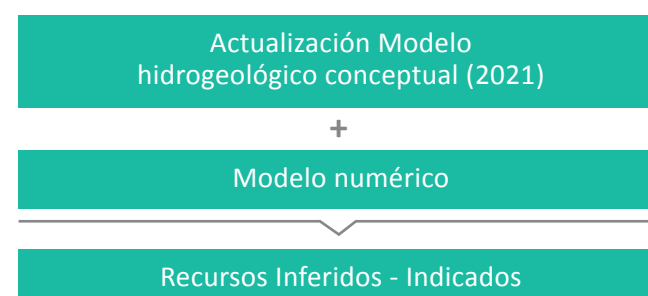 Actualización Modelo
hidrogeológico conceptual (2021)
+
Modelo numérico
Recursos Inferidos - Indicados